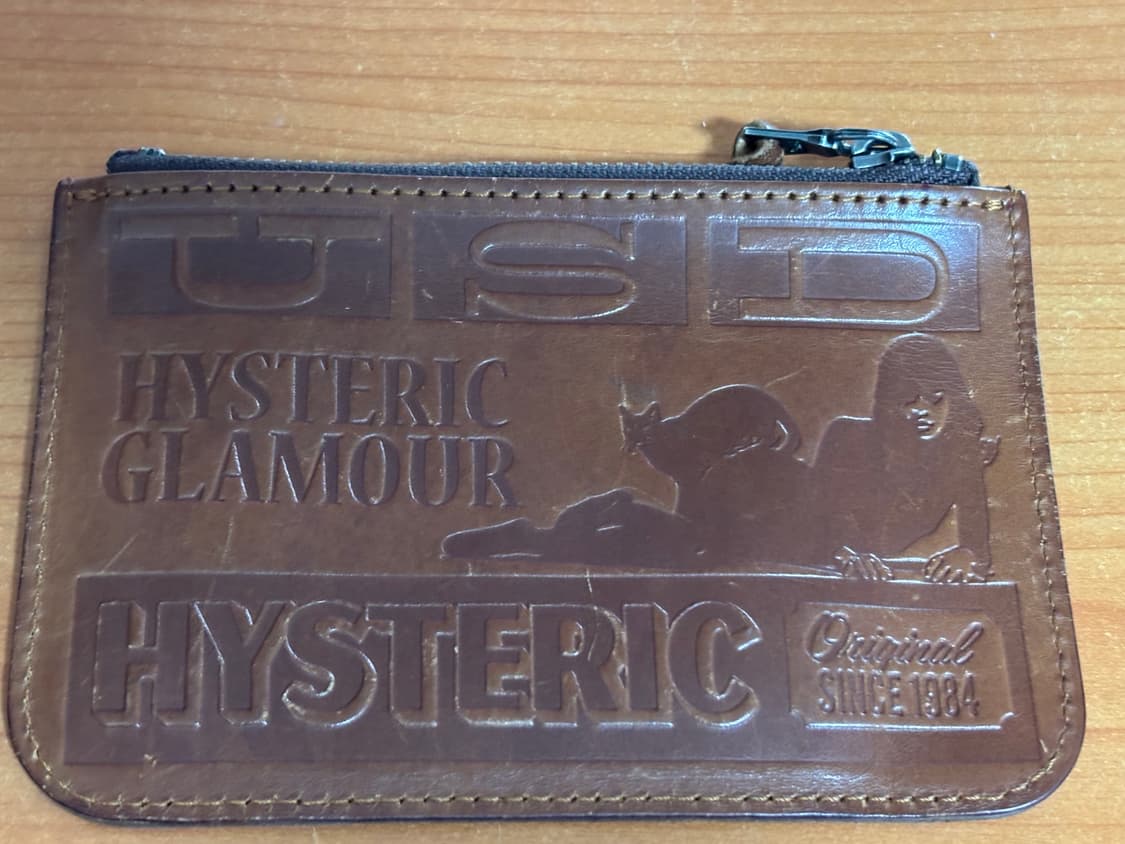 USD
HYSTERIC
GLAMOUR
HYSTERIC
Original
SINCE 1984